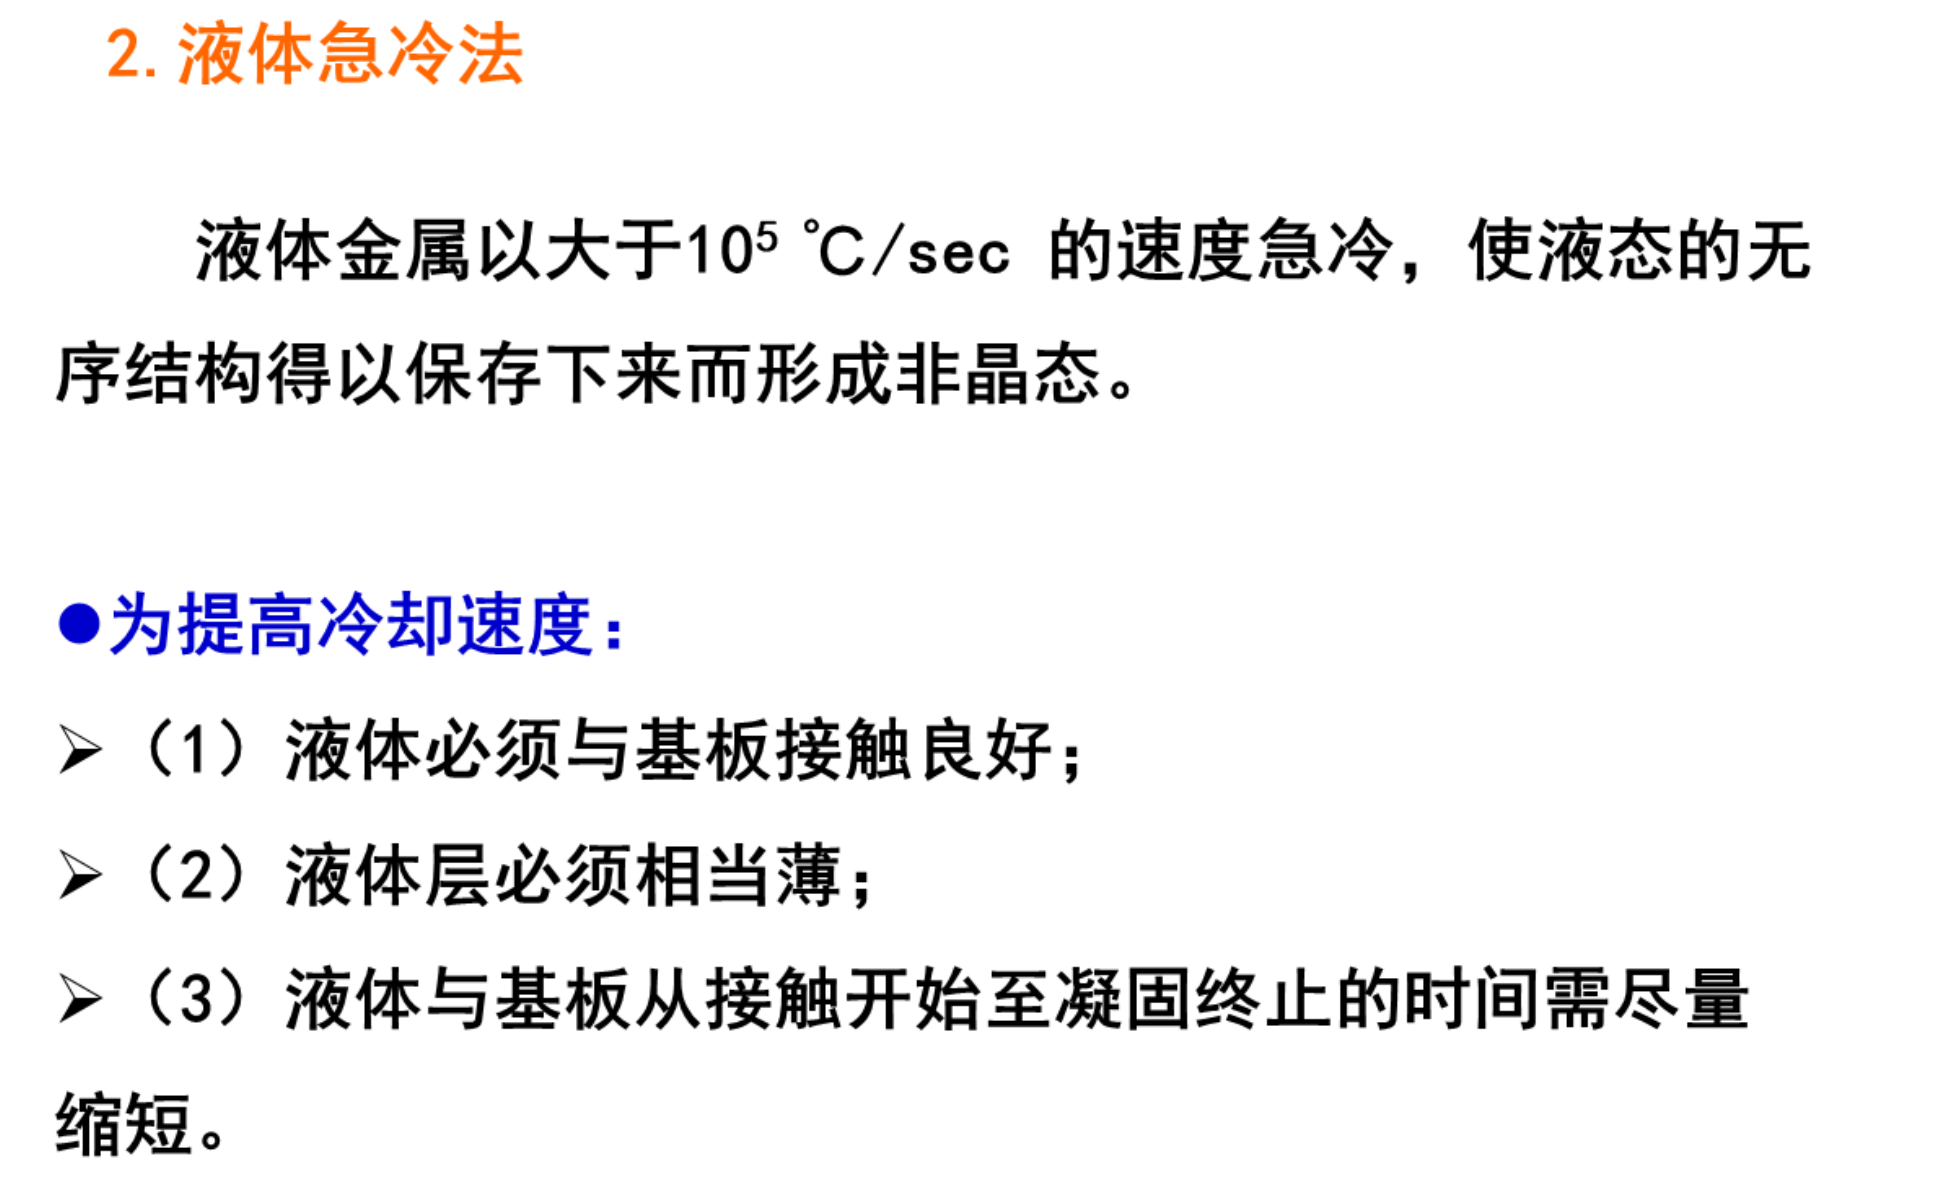 2.液体急冷法
液体金属以大于10⁵ ℃/sec 的速度急冷，使液态的无
序结构得以保存下来而形成非晶态。
●为提高冷却速度：
➢（1）液体必须与基板接触良好；
➢（2）液体层必须相当薄；
➢（3）液体与基板从接触开始至凝固终止的时间需尽量
缩短。